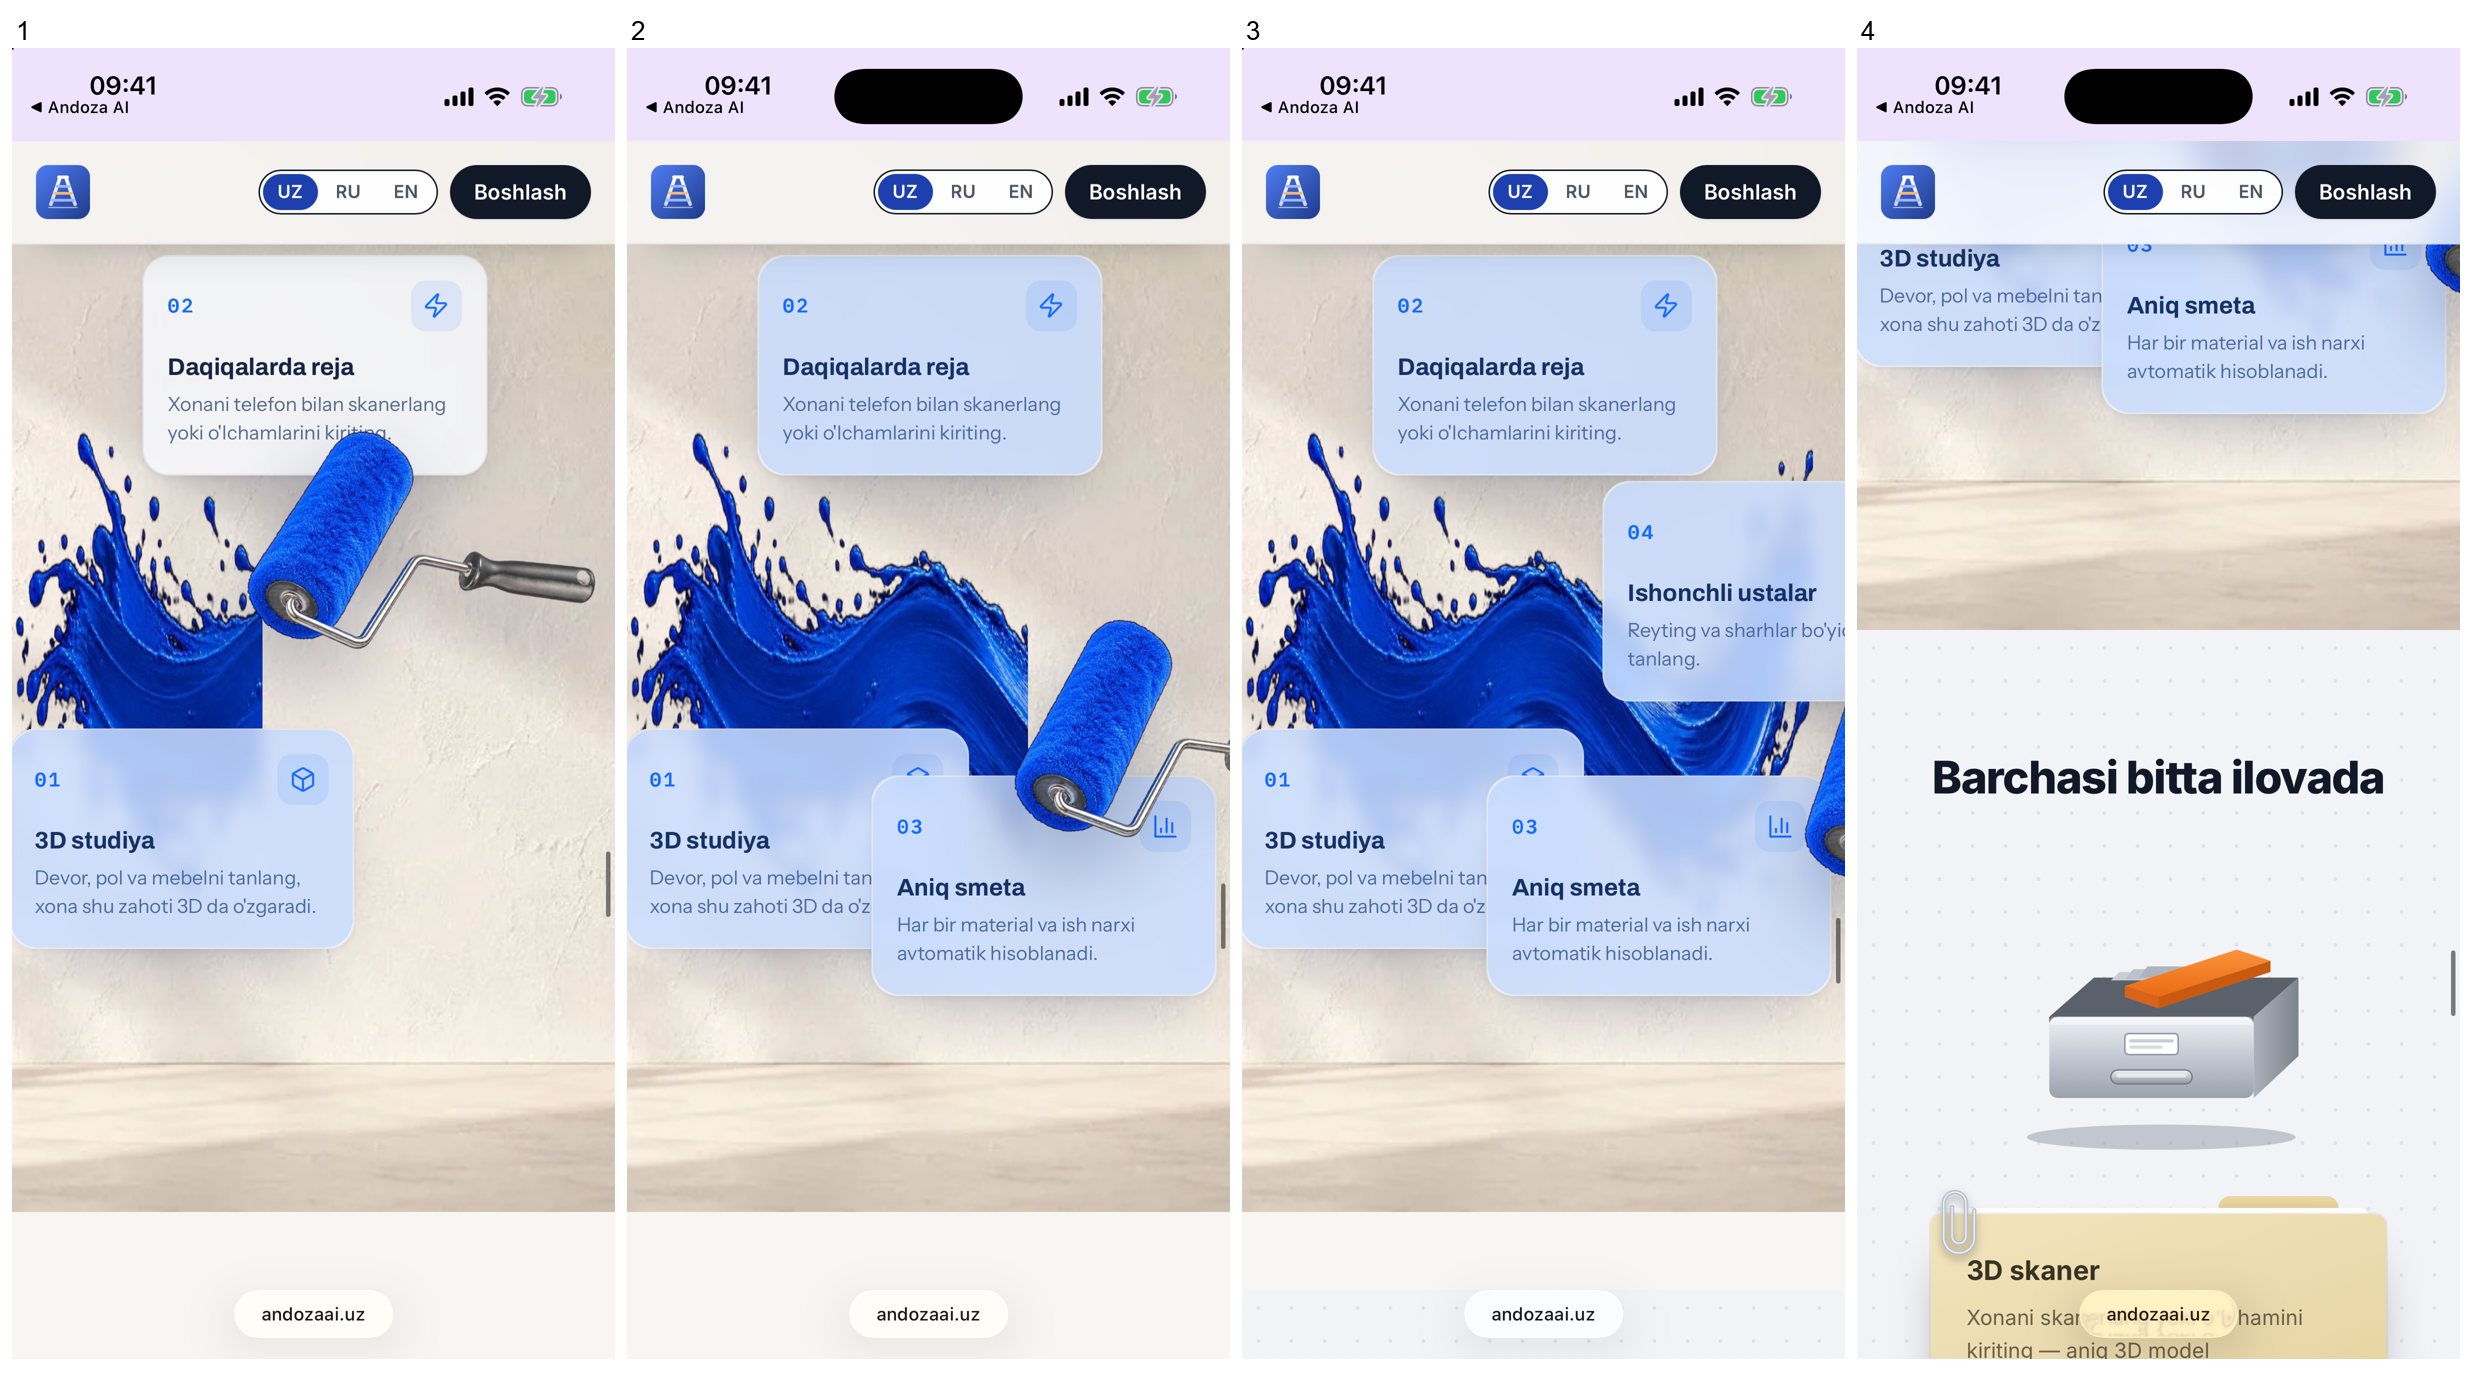 1
09:41
◀ Andoza AI
UZ RU EN Boshlash
02
Daqiqalarda reja
Xonani telefon bilan skanerlang
yoki o'lchamlarini kiriting.
01
3D studiya
Devor, pol va mebelni tanlang,
xona shu zahoti 3D da o'zgaradi.
andozaai.uz
2
09:41
◀ Andoza AI
UZ RU EN Boshlash
02
Daqiqalarda reja
Xonani telefon bilan skanerlang
yoki o'lchamlarini kiriting.
01
3D studiya
Devor, pol va mebelni tan
xona shu zahoti 3D da o'z
03
Aniq smeta
Har bir material va ish narxi
avtomatik hisoblanadi.
andozaai.uz
3
09:41
◀ Andoza AI
UZ RU EN Boshlash
02
Daqiqalarda reja
Xonani telefon bilan skanerlang
yoki o'lchamlarini kiriting.
04
Ishonchli ustalar
Reyting va sharhlar bo'yic
tanlang.
01
3D studiya
Devor, pol va mebelni tan
xona shu zahoti 3D da o'z
03
Aniq smeta
Har bir material va ish narxi
avtomatik hisoblanadi.
andozaai.uz
4
09:41
◀ Andoza AI
UZ RU EN Boshlash
3D studiya
Devor, pol va mebelni tan
xona shu zahoti 3D da o'z
03
Aniq smeta
Har bir material va ish narxi
avtomatik hisoblanadi.
Barchasi bitta ilovada
3D skaner
Xonani
kiriting — aniq 3D model
andozaai.uz